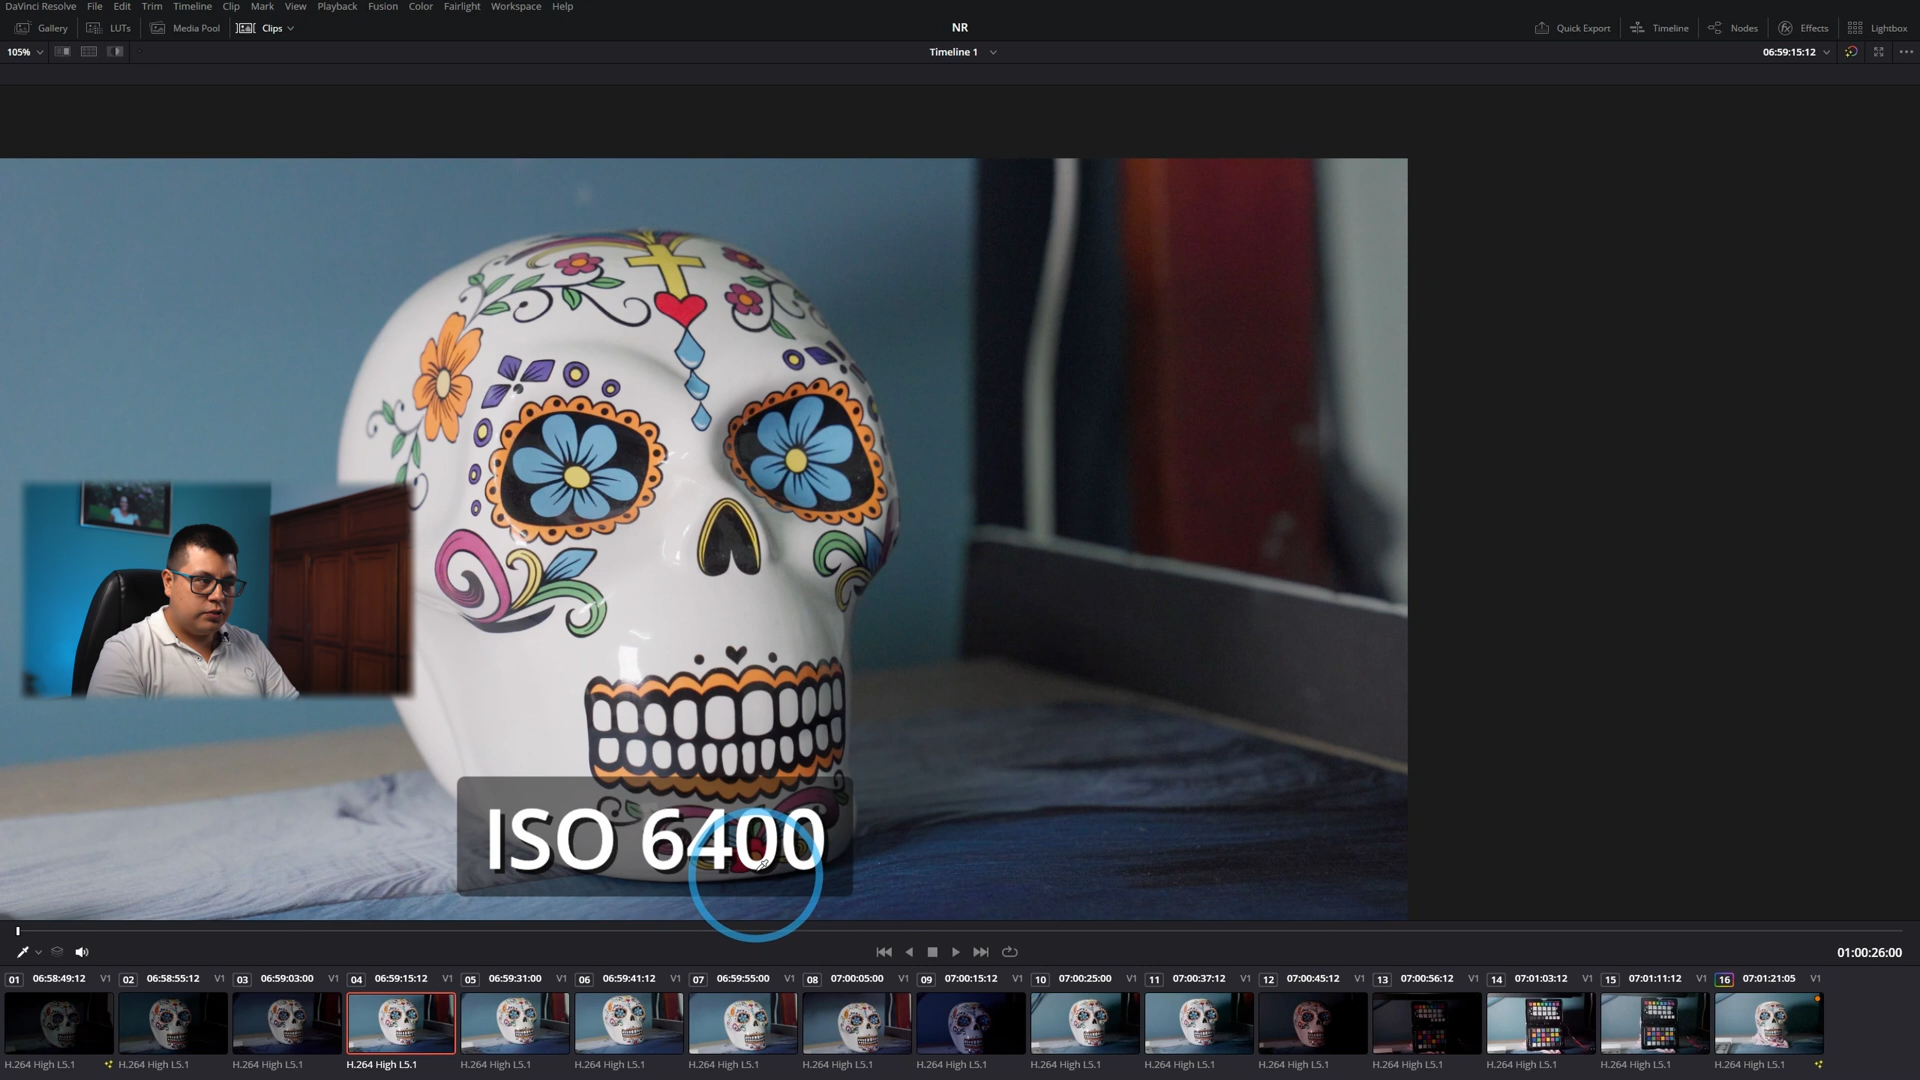 DaVinci Resolve File Edit Trim Timeline Clip Mark View Playback Fusion Color Fairlight Workspace Help
Gallery LUTs Media Pool Clips NR Quick Export Timeline Nodes Effects Lightbox
105% Timeline 1 06:59:15:12
ISO 6400
01:00:26:00
01 06:58:49:12 V1 02 06:58:55:12 V1 03 06:59:03:00 V1 04 06:59:15:12 V1 05 06:59:31:00 V1 06 06:59:41:12 V1 07 06:59:55:00 V1 08 07:00:05:00 V1 09 07:00:15:12 V1 10 07:00:25:00 V1 11 07:00:37:12 V1 12 07:00:45:12 V1 13 07:00:56:12 V1 14 07:01:03:12 V1 15 07:01:11:12 V1 16 07:01:21:05 V1
H.264 High L5.1 H.264 High L5.1 H.264 High L5.1 H.264 High L5.1 H.264 High L5.1 H.264 High L5.1 H.264 High L5.1 H.264 High L5.1 H.264 High L5.1 H.264 High L5.1 H.264 High L5.1 H.264 High L5.1 H.264 High L5.1 H.264 High L5.1 H.264 High L5.1 H.264 High L5.1